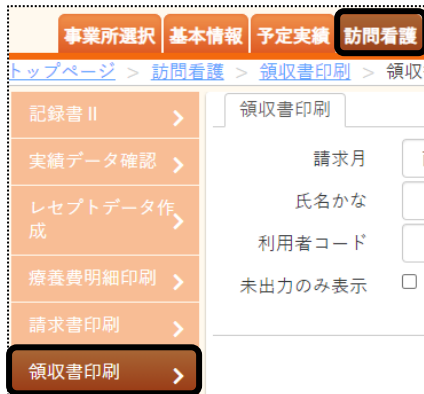 事業所選択 基本情報 予定実績 訪問看護
トップページ > 訪問看護 > 領収書印刷 > 領収
記録書Ⅱ
実績データ確認
レセプトデータ作
成
療養費明細印刷
請求書印刷
領収書印刷
領収書印刷
請求月
氏名かな
利用者コード
未出力のみ表示